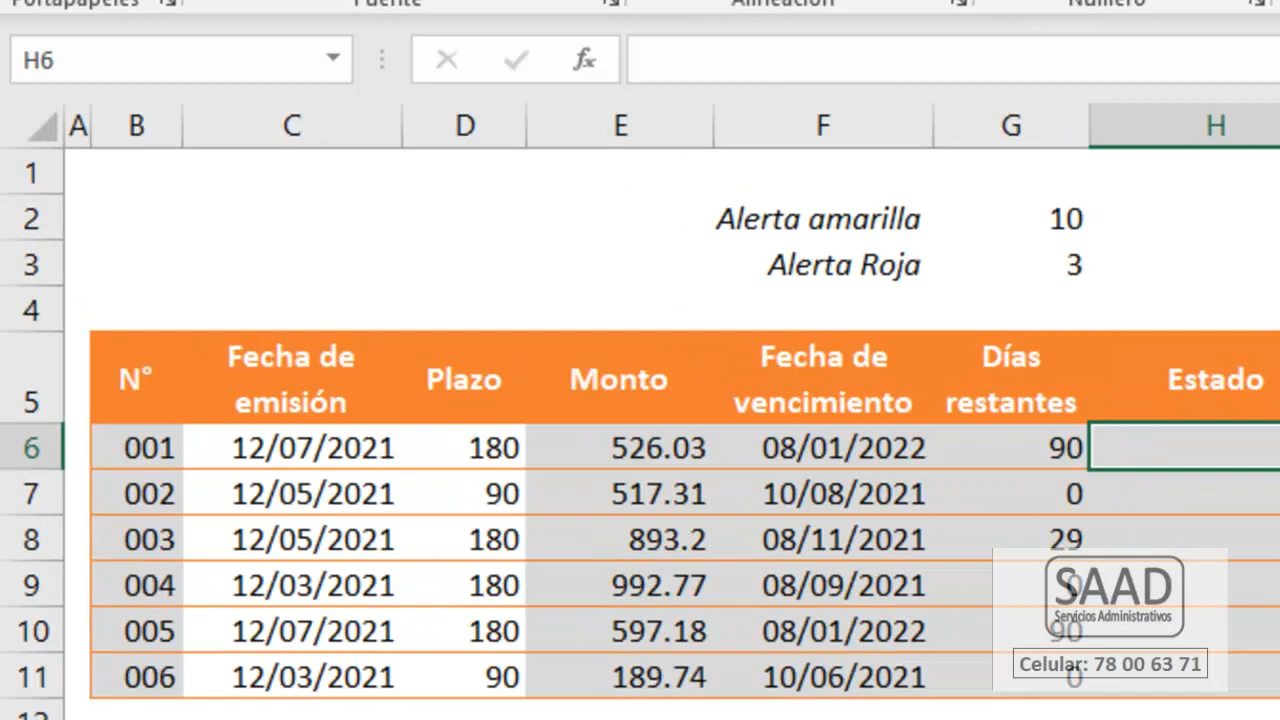 Portapapeles Fuente Alineación Número
H6 fx
A B C D E F G H
1
2 Alerta amarilla 10
3 Alerta Roja 3
4
5 N° Fecha de emisión Plazo Monto Fecha de vencimiento Días restantes Estado
6 001 12/07/2021 180 526.03 08/01/2022 90
7 002 12/05/2021 90 517.31 10/08/2021 0
8 003 12/05/2021 180 893.2 08/11/2021 29
9 004 12/03/2021 180 992.77 08/09/2021 0
10 005 12/07/2021 180 597.18 08/01/2022 90
11 006 12/03/2021 90 189.74 10/06/2021 0
12
SAAD
Servicios Administrativos
Celular: 78 00 63 71